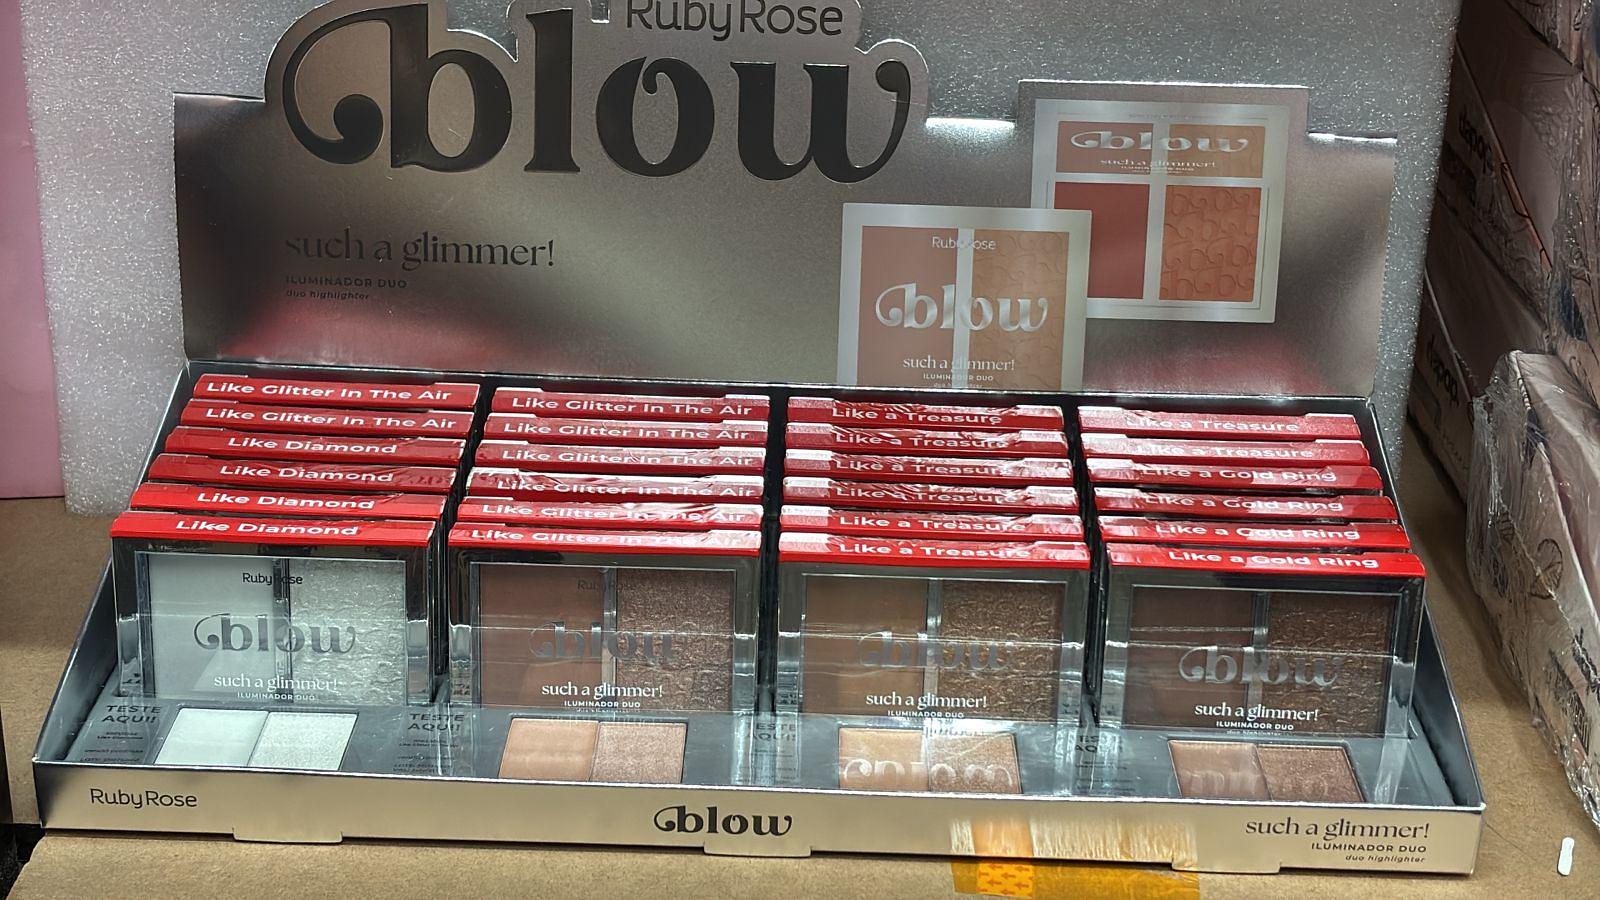 RubyRose
blow
such a glimmer!
ILUMINADOR DUO
duo highlighter
blow
such a glimmer!
RubyRose
blow
such a glimmer!
ILUMINADOR DUO
Like Glitter In The Air
Like Glitter In The Air
Like Diamond
Like Diamond
Like Diamond
Like Diamond
Like Glitter In The Air
Like Glitter In The Air
Like Glitter In The Air
Like Glitter In The Air
Like Glitter In The Air
Like Glitter In The Air
Like a Treasure
Like a Treasure
Like a Treasure
Like a Treasure
Like a Treasure
Like a Treasure
Like a Treasure
Like a Treasure
Like a Gold Ring
Like a Gold Ring
Like a Gold Ring
Like a Gold Ring
RubyRose
blow
such a glimmer!
ILUMINADOR DUO
RubyRose
blow
such a glimmer!
ILUMINADOR DUO
duo highlighter
blow
such a glimmer!
ILUMINADOR DUO
blow
such a glimmer!
ILUMINADOR DUO
TESTE
AQUI!
TESTE
AQUI!
RubyRose
blow
such a glimmer!
ILUMINADOR DUO
duo highlighter